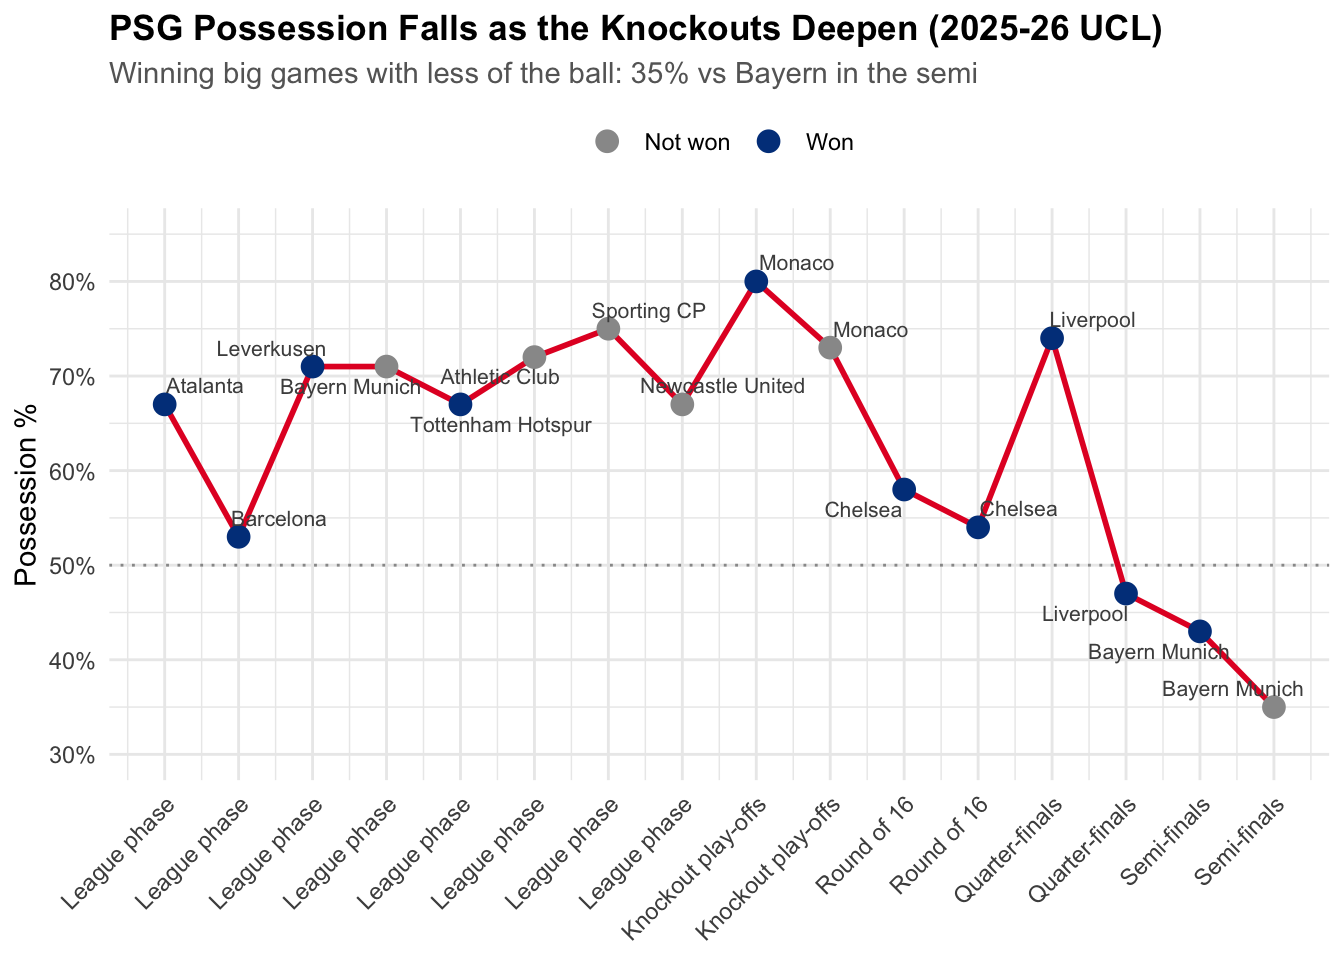 PSG Possession Falls as the Knockouts Deepen (2025-26 UCL)
Winning big games with less of the ball: 35% vs Bayern in the semi
Not won
Won
Possession %
80%
70%
60%
50%
40%
30%
Atalanta
Barcelona
Leverkusen
Bayern Munich
Tottenham Hotspur
Athletic Club
Sporting CP
Newcastle United
Monaco
Monaco
Chelsea
Chelsea
Liverpool
Liverpool
Bayern Munich
Bayern Munich
League phase
League phase
League phase
League phase
League phase
League phase
League phase
League phase
Knockout play-offs
Knockout play-offs
Round of 16
Round of 16
Quarter-finals
Quarter-finals
Semi-finals
Semi-finals